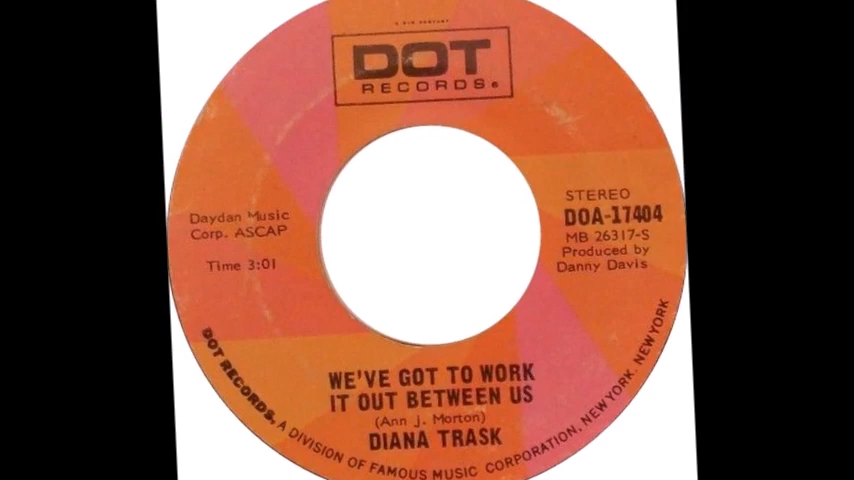 A G+W COMPANY
DOT
RECORDS®
STEREO
DOA-17404
MB 26317-S
Produced by
Danny Davis
Daydan Music
Corp. ASCAP
Time 3:01
WE'VE GOT TO WORK
IT OUT BETWEEN US
(Ann j. Morton)
DIANA TRASK
DOT RECORDS, A DIVISION OF FAMOUS MUSIC CORPORATION, NEW YORK, NEW YORK